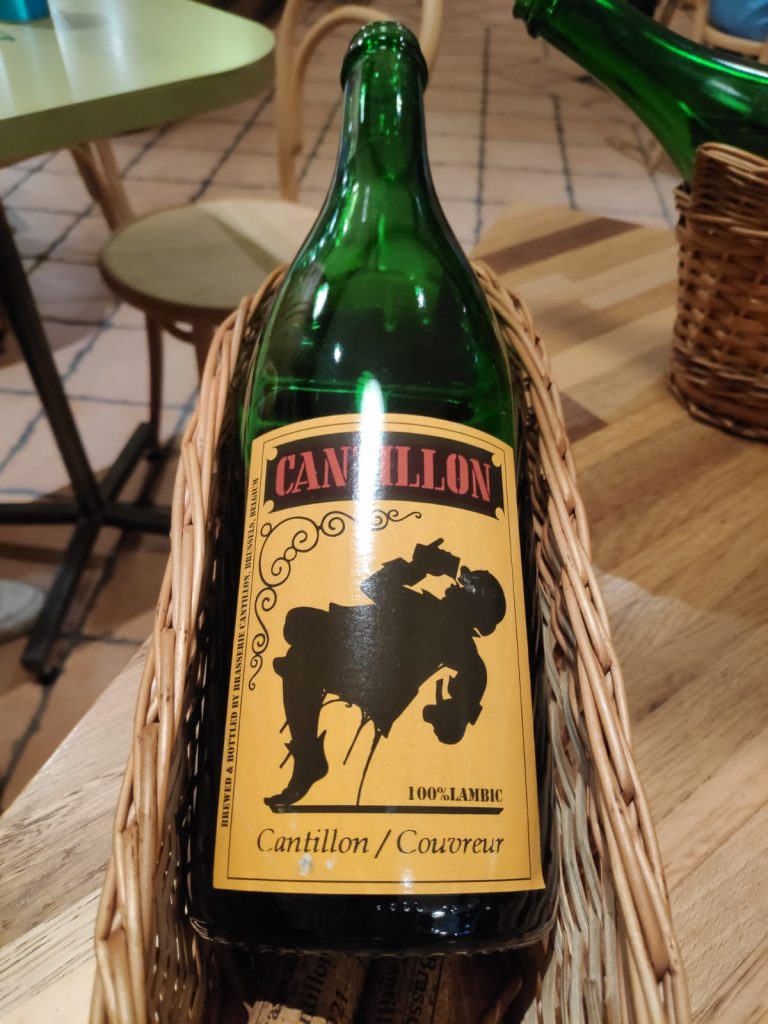 CANTILLON
BREWED & BOTTLED BY BRASSERIE CANTILLON, BRUSSELS, BELGIUM
100%LAMBIC
Cantillon / Couvreur